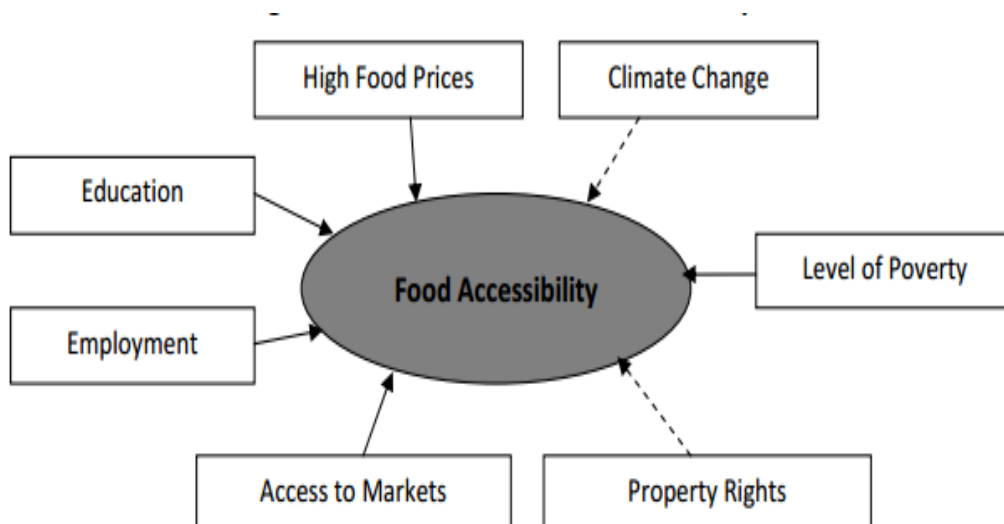 High Food Prices
Climate Change
Education
Level of Poverty
Food Accessibility
Employment
Access to Markets
Property Rights